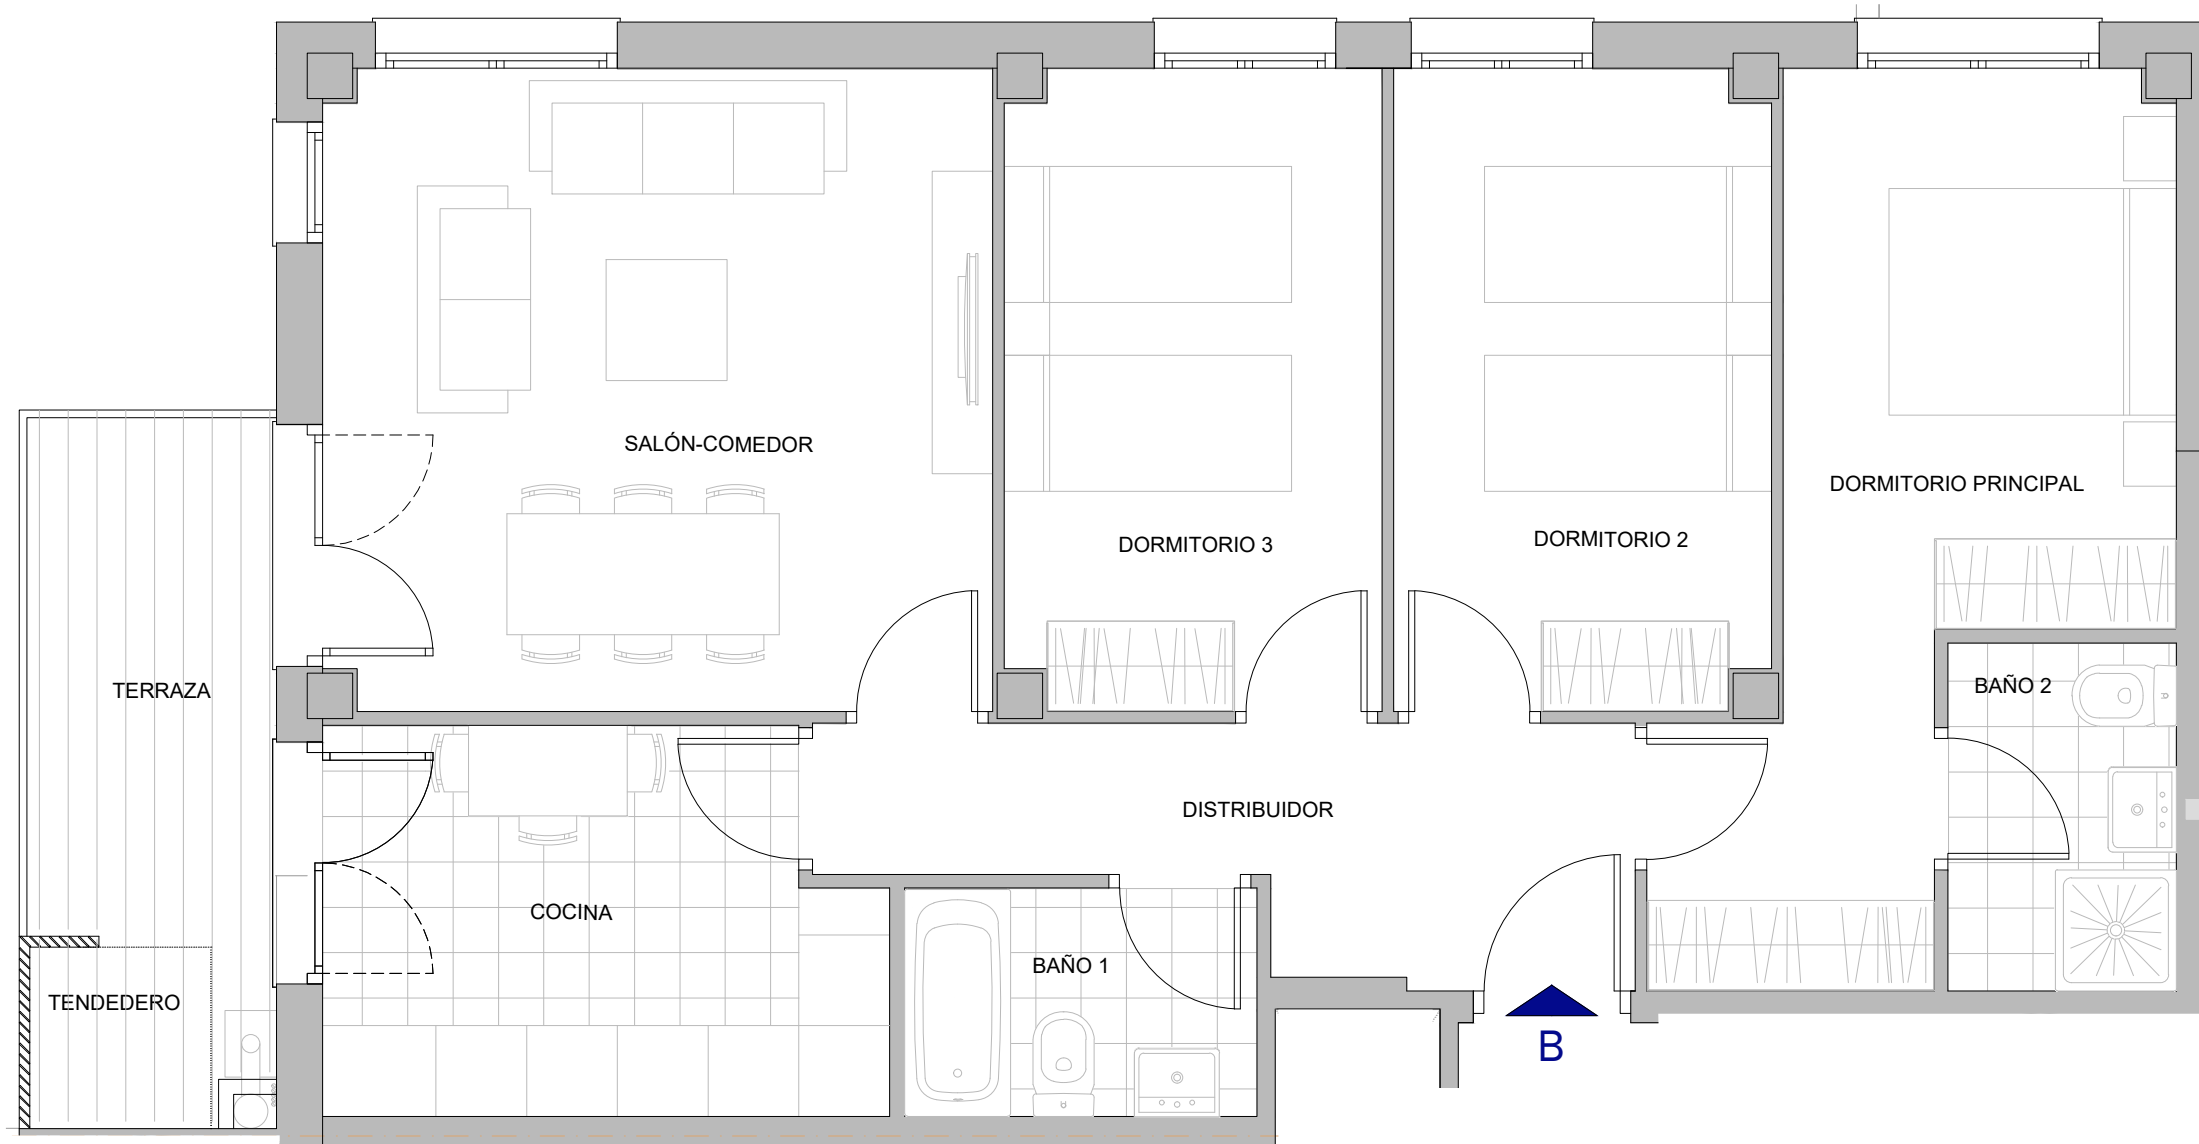 SALÓN-COMEDOR
DORMITORIO PRINCIPAL
DORMITORIO 3
DORMITORIO 2
TERRAZA
BAÑO 2
DISTRIBUIDOR
COCINA
BAÑO 1
TENDEDERO
B